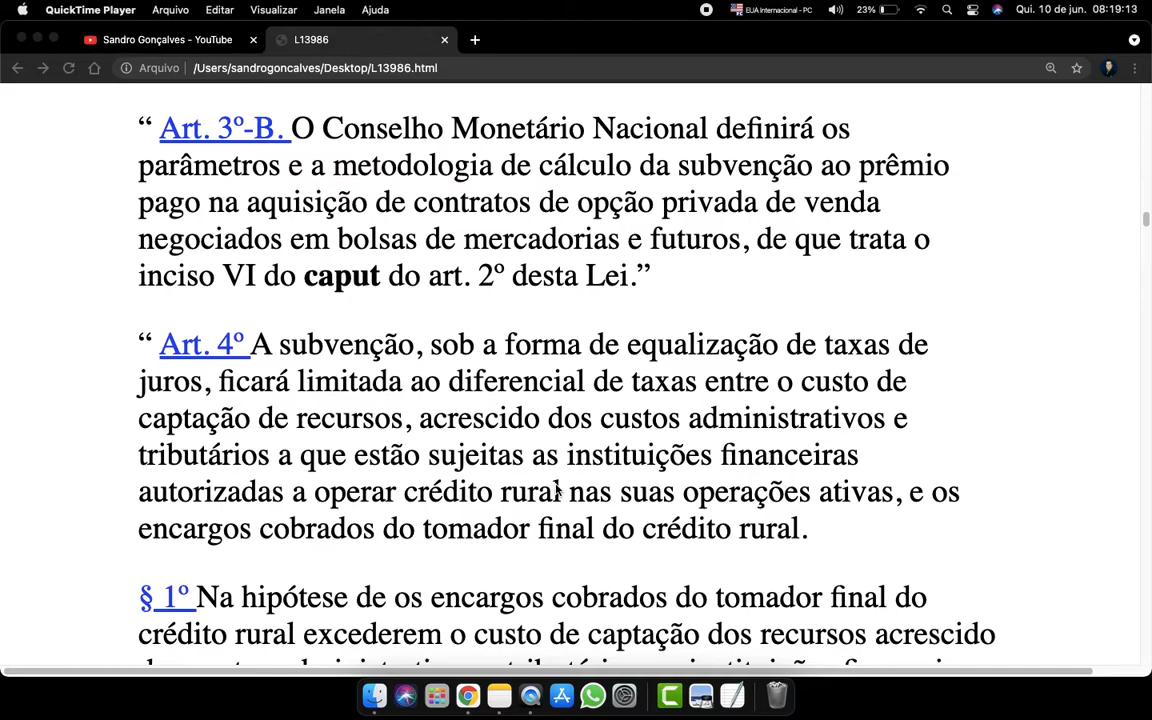 QuickTime Player Arquivo Editar Visualizar Janela Ajuda EUA Internacional - PC 23% Qui. 10 de jun. 08:19:13
Sandro Gonçalves - YouTube L13986
Arquivo /Users/sandrogoncalves/Desktop/L13986.html
“ Art. 3º-B. O Conselho Monetário Nacional definirá os
parâmetros e a metodologia de cálculo da subvenção ao prêmio
pago na aquisição de contratos de opção privada de venda
negociados em bolsas de mercadorias e futuros, de que trata o
inciso VI do caput do art. 2º desta Lei.”
“ Art. 4º A subvenção, sob a forma de equalização de taxas de
juros, ficará limitada ao diferencial de taxas entre o custo de
captação de recursos, acrescido dos custos administrativos e
tributários a que estão sujeitas as instituições financeiras
autorizadas a operar crédito rural nas suas operações ativas, e os
encargos cobrados do tomador final do crédito rural.
§ 1º Na hipótese de os encargos cobrados do tomador final do
crédito rural excederem o custo de captação dos recursos acrescido